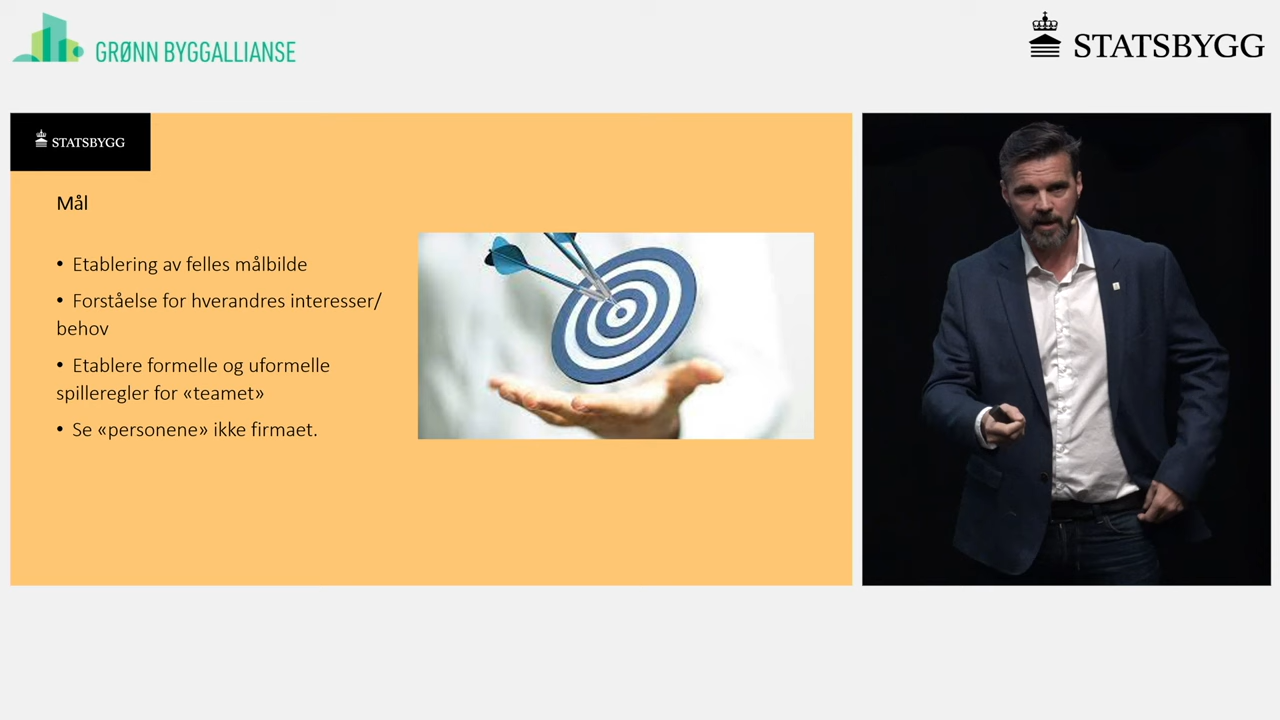 GRØNN BYGGALLIANSE
STATSBYGG
STATSBYGG
Mål
• Etablering av felles målbilde
• Forståelse for hverandres interesser/
behov
• Etablere formelle og uformelle
spilleregler for «teamet»
• Se «personene» ikke firmaet.